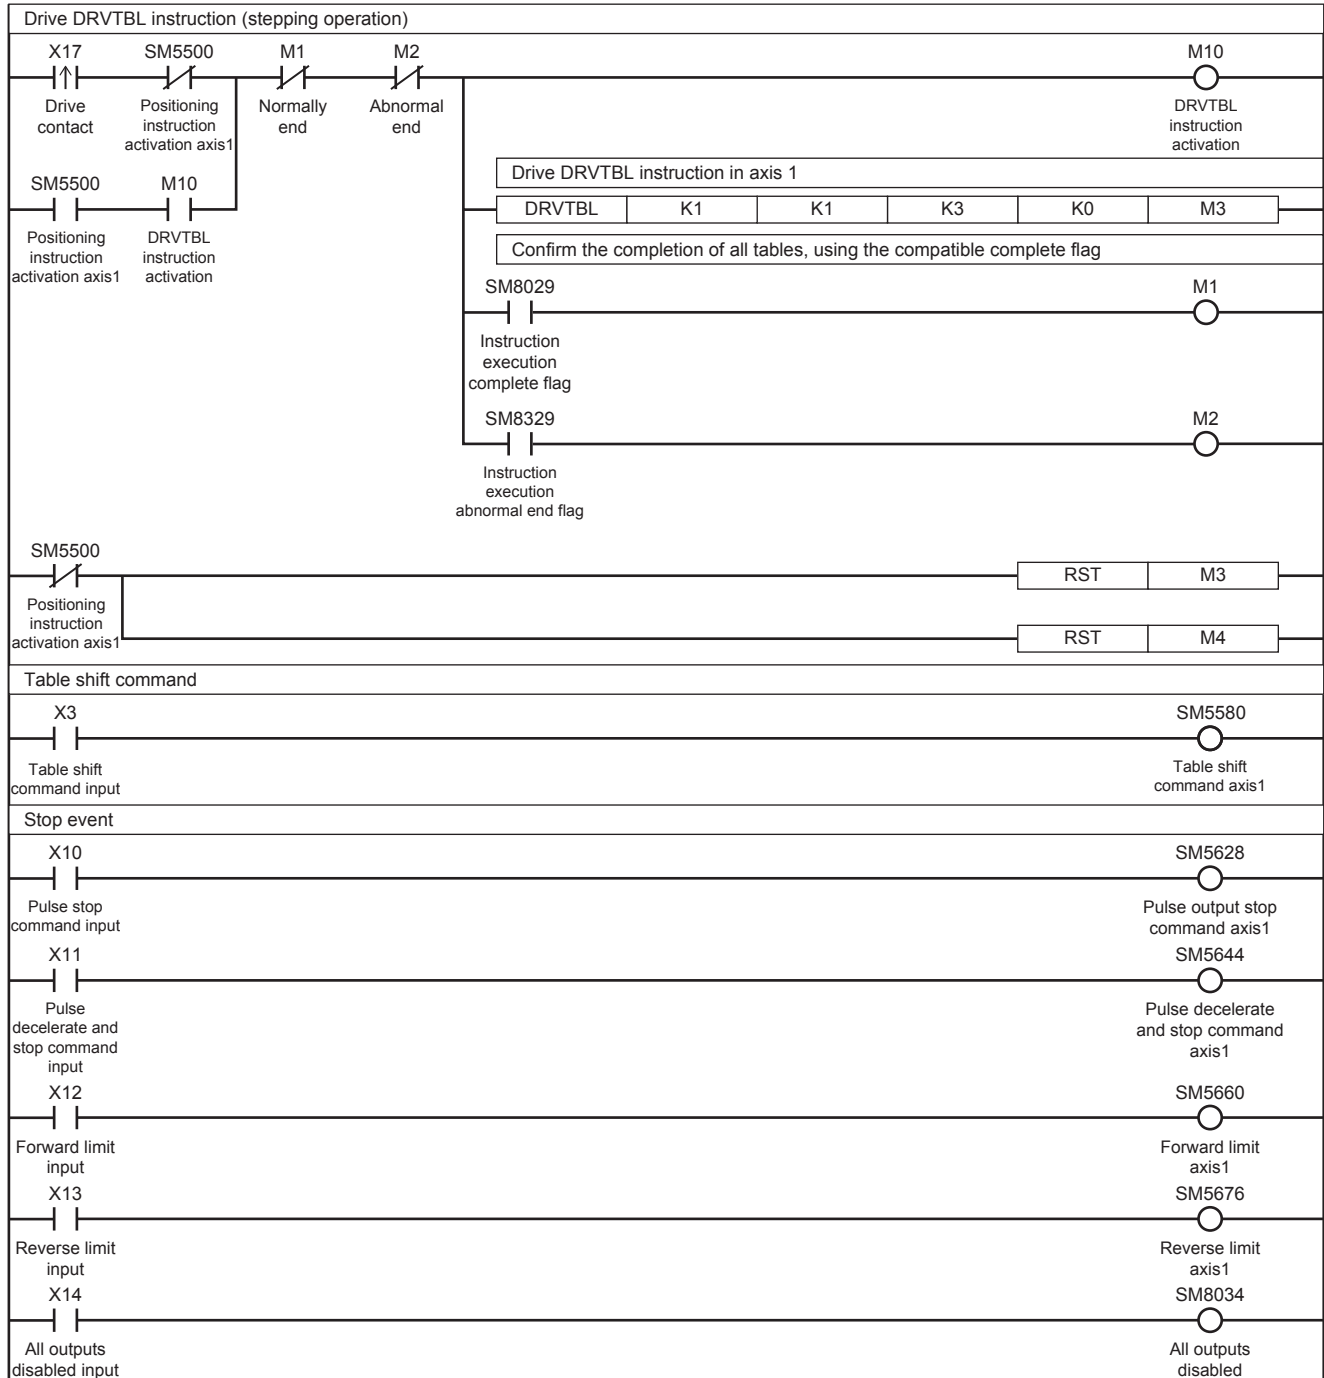 Drive DRVTBL instruction (stepping operation)
X17 SM5500 M1 M2 M10
Drive contact
Positioning instruction activation axis1
Normally end
Abnormal end
DRVTBL instruction activation
Drive DRVTBL instruction in axis 1
SM5500 M10
DRVTBL K1 K1 K3 K0 M3
Positioning instruction activation axis1
DRVTBL instruction activation
Confirm the completion of all tables, using the compatible complete flag
SM8029 M1
Instruction execution complete flag
SM8329 M2
Instruction execution abnormal end flag
SM5500
RST M3
Positioning instruction activation axis1
RST M4
Table shift command
X3 SM5580
Table shift command input
Table shift command axis1
Stop event
X10 SM5628
Pulse stop command input
Pulse output stop command axis1
X11 SM5644
Pulse decelerate and stop command input
Pulse decelerate and stop command axis1
X12 SM5660
Forward limit input
Forward limit axis1
X13 SM5676
Reverse limit input
Reverse limit axis1
X14 SM8034
All outputs disabled input
All outputs disabled